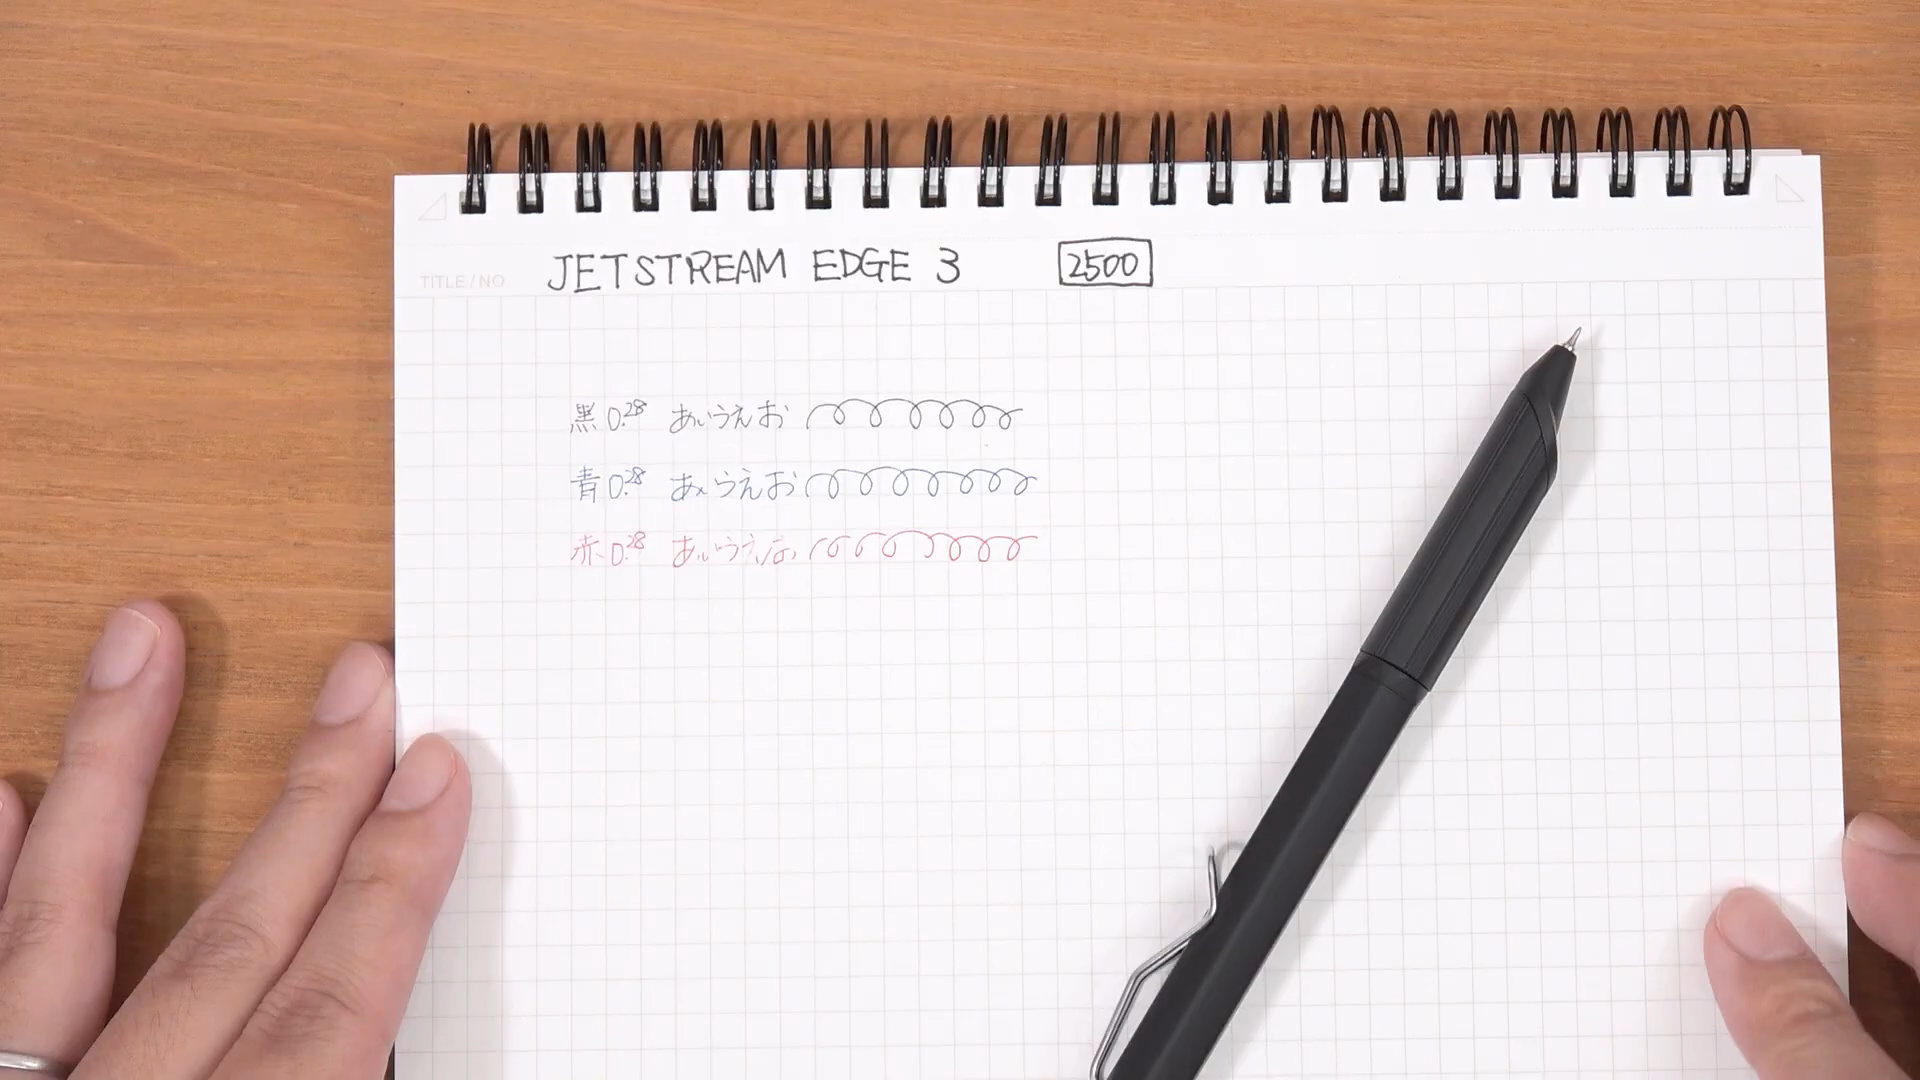 JETSTREAM EDGE 3 2500
TITLE / NO.
黒 0.28 あいうえお
青 0.28 あいうえお
赤 0.28 あいうえお